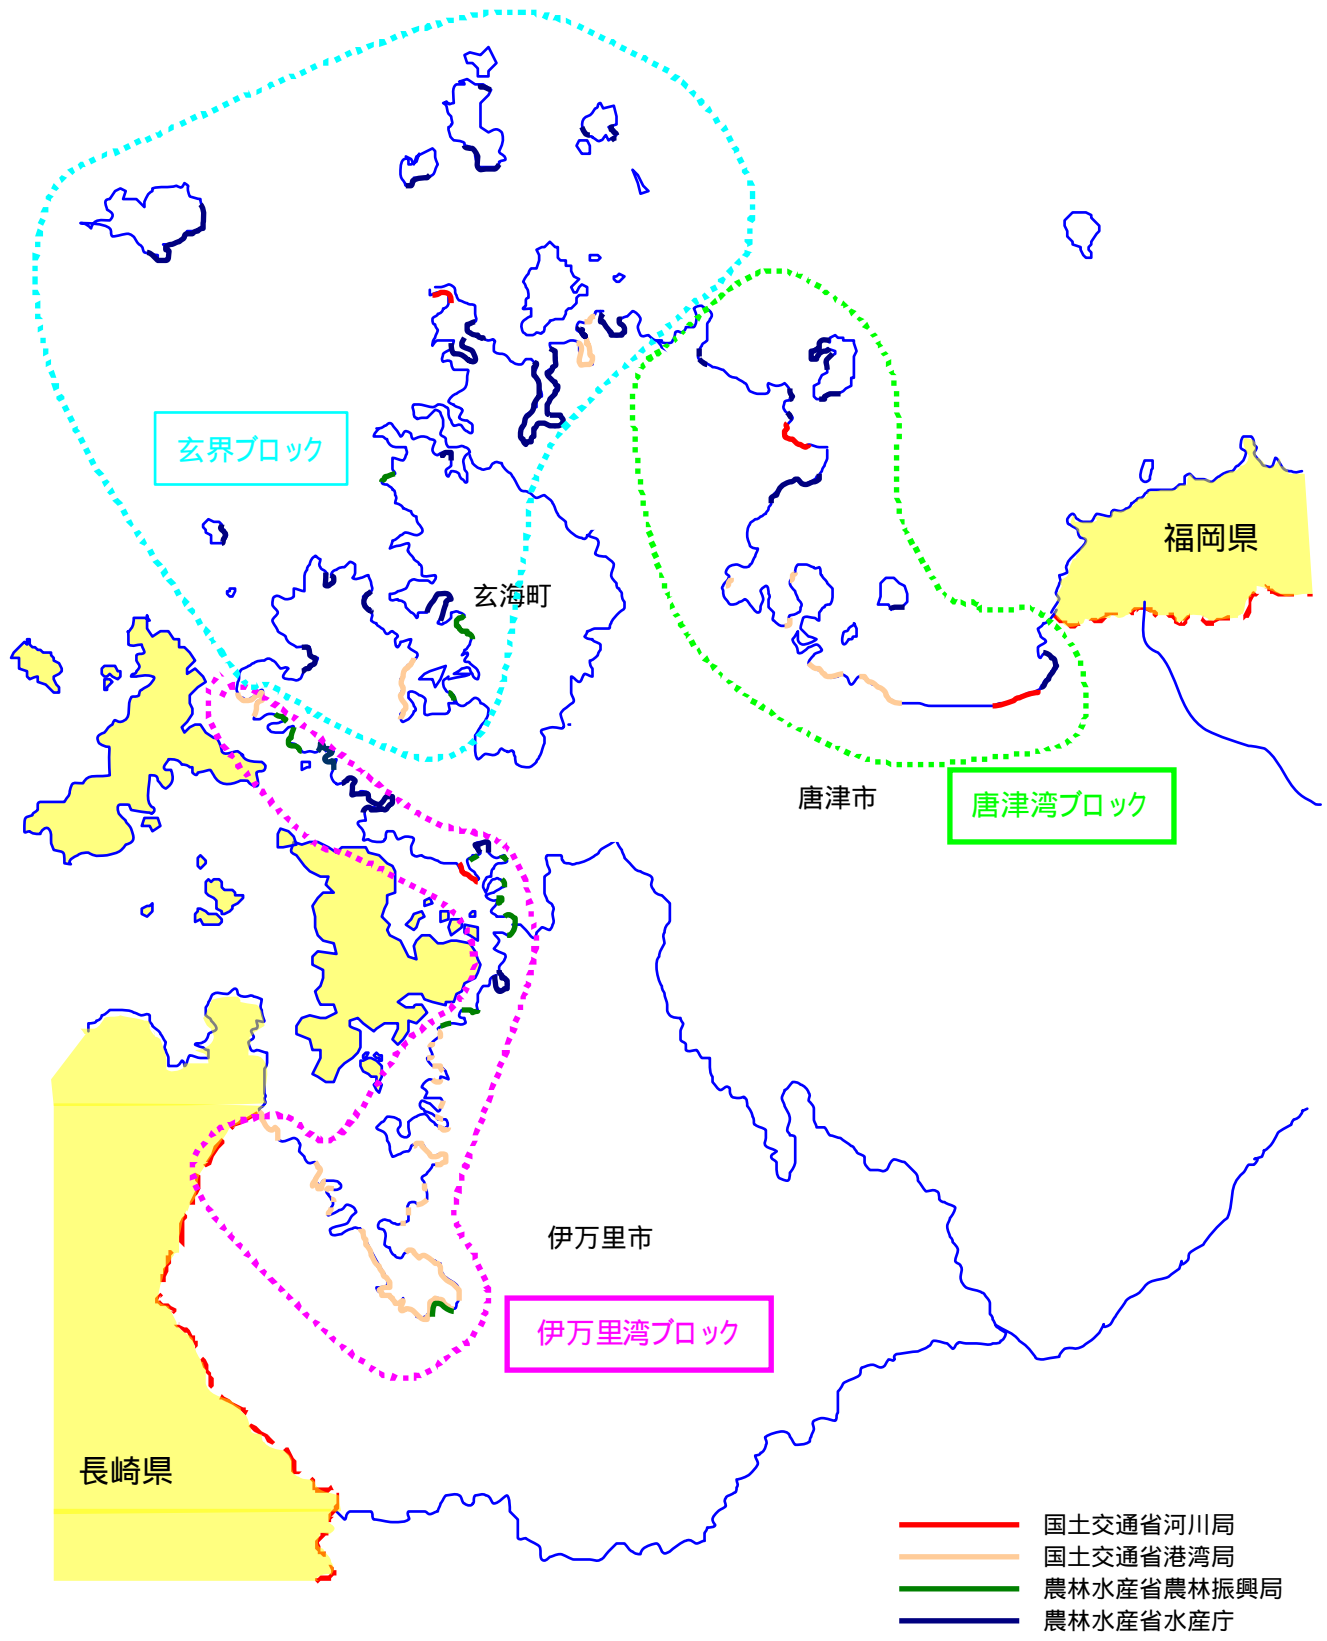 玄界ブロック
福岡県
玄海町
唐津市
唐津湾ブロック
伊万里市
伊万里湾ブロック
長崎県
国土交通省河川局
国土交通省港湾局
農林水産省農林振興局
農林水産省水産庁